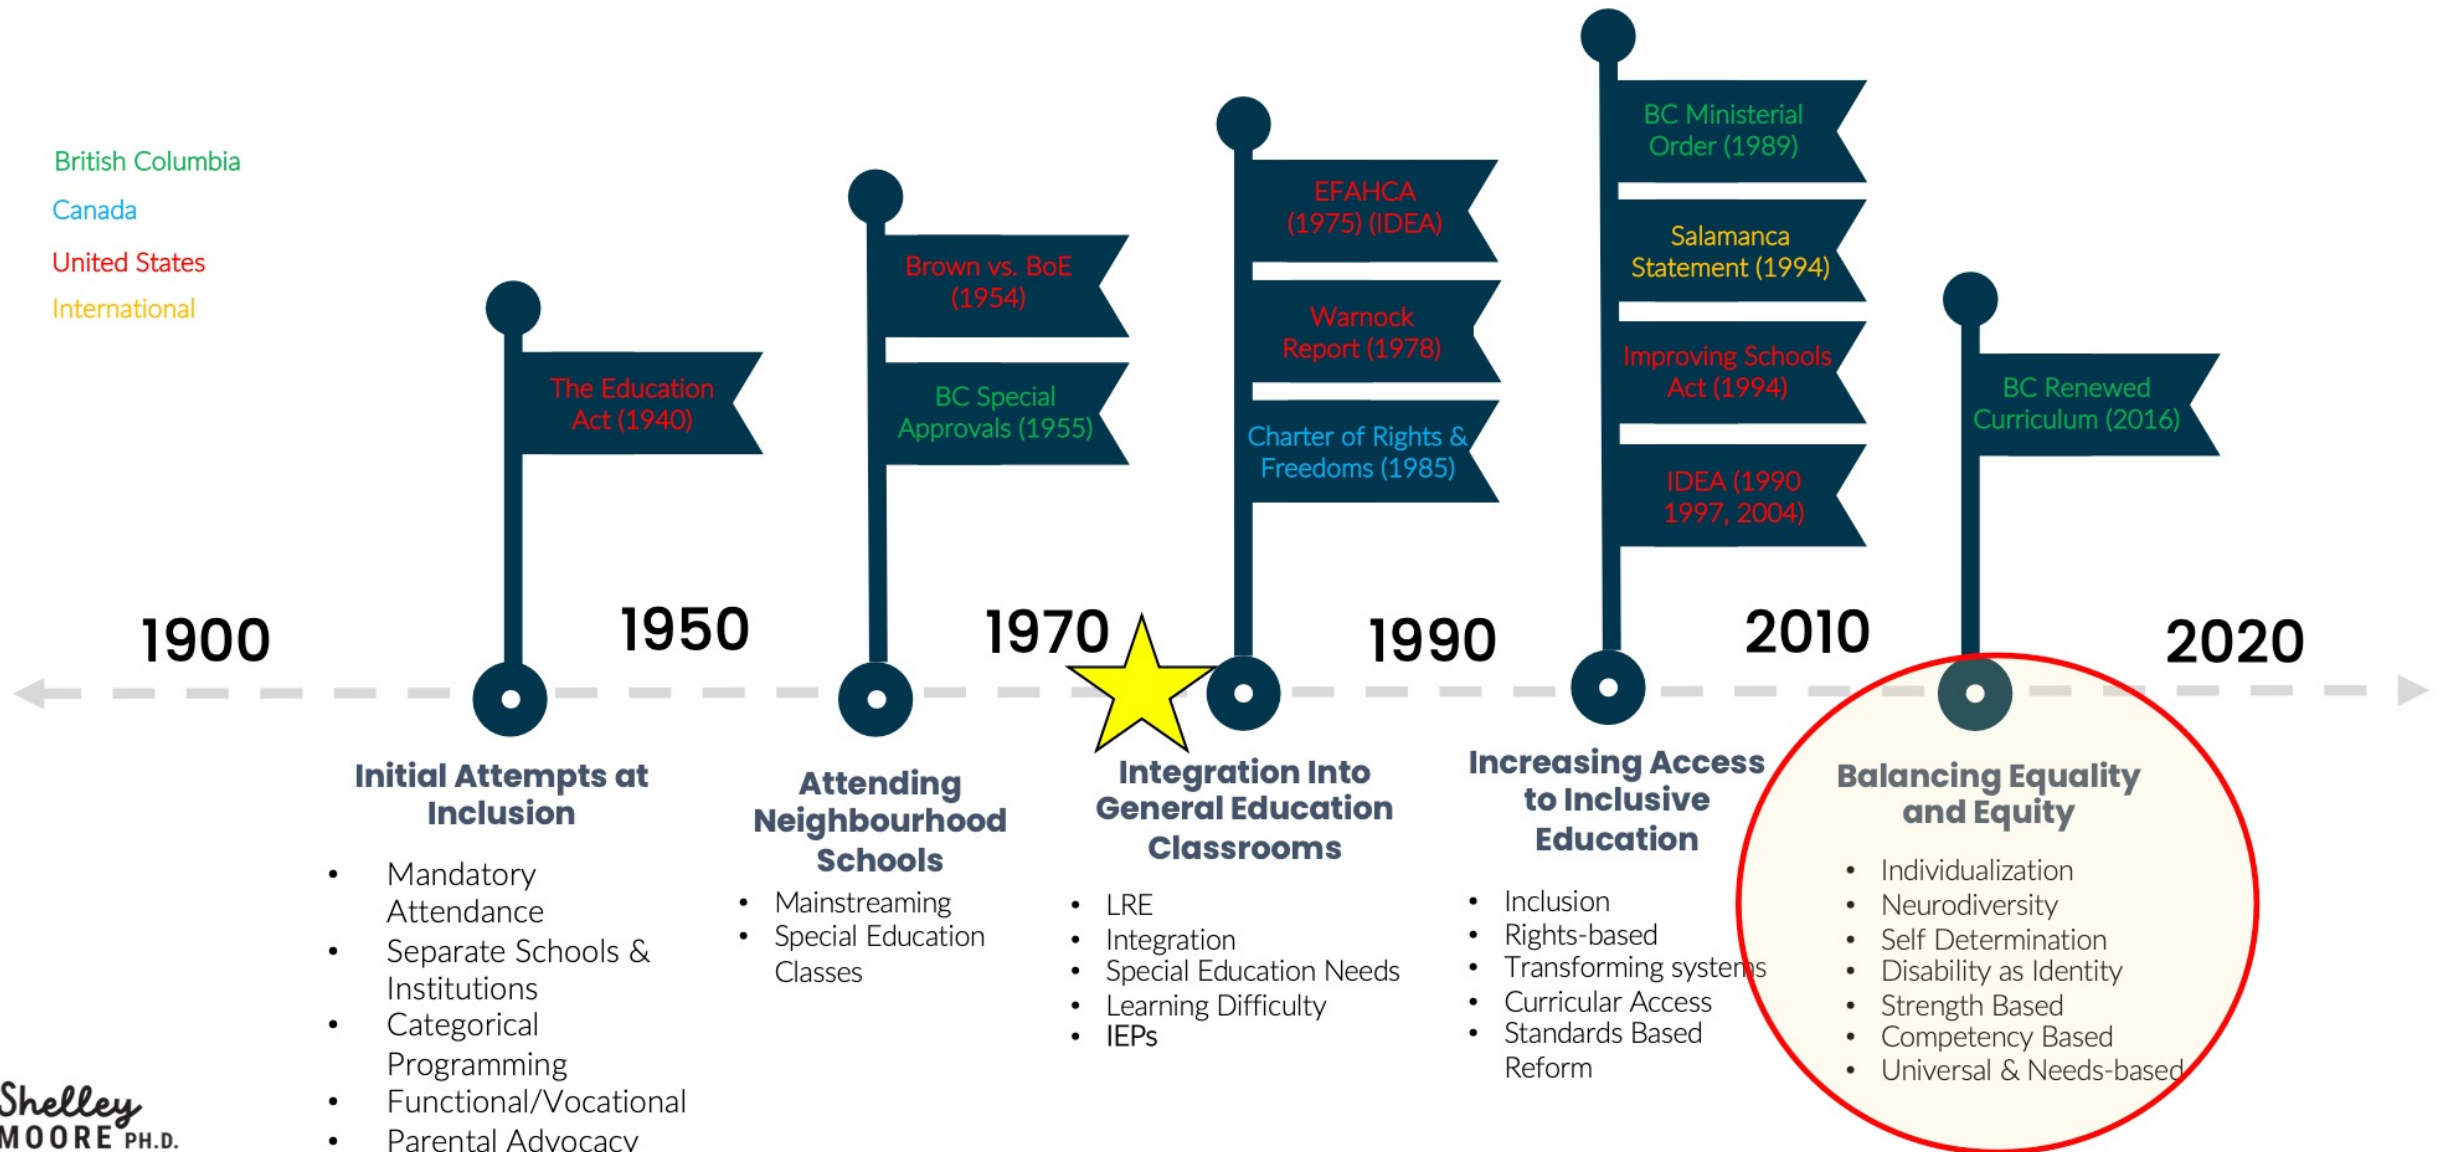 British Columbia
Canada
United States
International
The Education
Act (1940)
Brown vs. BoE
(1954)
BC Special
Approvals (1955)
EFAHCA
(1975) (IDEA)
Warnock
Report (1978)
Charter of Rights &
Freedoms (1985)
BC Ministerial
Order (1989)
Salamanca
Statement (1994)
Improving Schools
Act (1994)
IDEA (1990
1997, 2004)
BC Renewed
Curriculum (2016)
1900
1950
1970
1990
2010
2020
Initial Attempts at
Inclusion
• Mandatory
Attendance
• Separate Schools &
Institutions
• Categorical
Programming
• Functional/Vocational
• Parental Advocacy
Attending
Neighbourhood
Schools
• Mainstreaming
• Special Education
Classes
Integration Into
General Education
Classrooms
• LRE
• Integration
• Special Education Needs
• Learning Difficulty
• IEPs
Increasing Access
to Inclusive
Education
• Inclusion
• Rights-based
• Transforming systems
• Curricular Access
• Standards Based
Reform
Balancing Equality
and Equity
• Individualization
• Neurodiversity
• Self Determination
• Disability as Identity
• Strength Based
• Competency Based
• Universal & Needs-based
Shelley
MOORE PH.D.